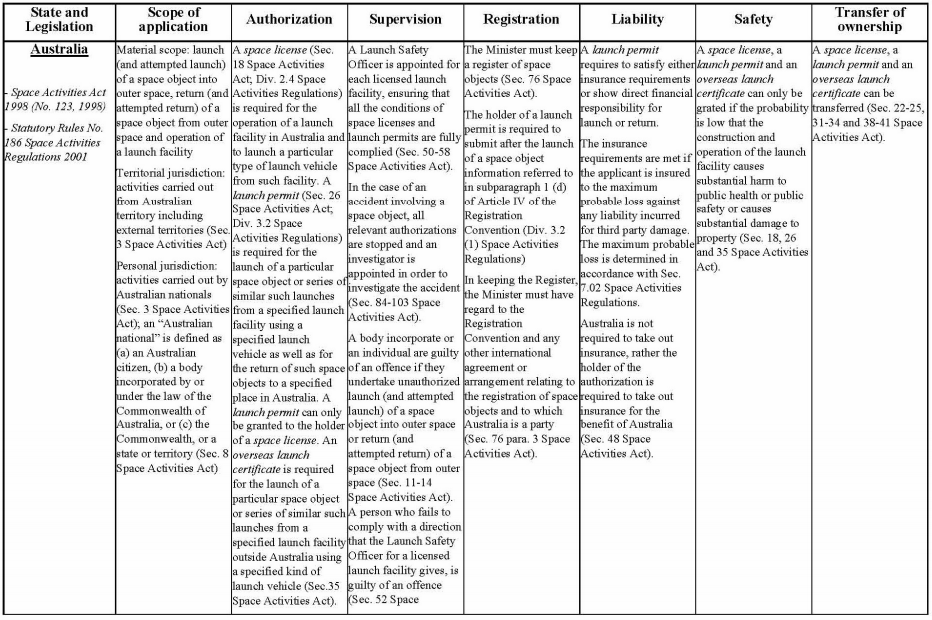 State and
Legislation
Scope of
application
Authorization
Supervision
Registration
Liability
Safety
Transfer of
ownership
Australia
- Space Activities Act
1998 (No. 123, 1998)
- Statutory Rules No.
186 Space Activities
Regulations 2001
Material scope: launch
(and attempted launch)
of a space object into
outer space, return (and
attempted return) of a
space object from outer
space and operation of
a launch facility
Territorial jurisdiction:
activities carried out
from Australian
territory including
external territories (Sec.
3 Space Activities Act)
Personal jurisdiction:
activities carried out by
Australian nationals
(Sec. 3 Space Activities
Act); an “Australian
national” is defined as
(a) an Australian
citizen, (b) a body
incorporated by or
under the law of the
Commonwealth of
Australia, or (c) the
Commonwealth, or a
state or territory (Sec. 8
Space Activities Act)
A space license (Sec.
18 Space Activities
Act; Div. 2.4 Space
Activities Regulations)
is required for the
operation of a launch
facility in Australia and
to launch a particular
type of launch vehicle
from such facility. A
launch permit (Sec. 26
Space Activities Act;
Div. 3.2 Space
Activities Regulations)
is required for the
launch of a particular
space object or series of
similar such launches
from a specified launch
facility using a
specified launch
vehicle as well as for
the return of such space
objects to a specified
place in Australia. A
launch permit can only
be granted to the holder
of a space license. An
overseas launch
certificate is required
for the launch of a
particular space object
or series of similar such
launches from a
specified launch facility
outside Australia using
a specified kind of
launch vehicle (Sec.35
Space Activities Act).
A Launch Safety
Officer is appointed for
each licensed launch
facility, ensuring that
all the conditions of
space licenses and
launch permits are fully
complied (Sec. 50-58
Space Activities Act).
In the case of an
accident involving a
space object, all
relevant authorizations
are stopped and an
investigator is
appointed in order to
investigate the accident
(Sec. 84-103 Space
Activities Act).
A body incorporate or
an individual are guilty
of an offence if they
undertake unauthorized
launch (and attempted
launch) of a space
object into outer space
or return (and
attempted return) of a
space object from outer
space (Sec. 11-14
Space Activities Act).
A person who fails to
comply with a direction
that the Launch Safety
Officer for a licensed
launch facility gives, is
guilty of an offence
(Sec. 52 Space
The Minister must keep
a register of space
objects (Sec. 76 Space
Activities Act).
The holder of a launch
permit is required to
submit after the launch
of a space object
information referred to
in subparagraph 1 (d)
of Article IV of the
Registration
Convention (Div. 3.2
(1) Space Activities
Regulations)
In keeping the Register,
the Minister must have
regard to the
Registration
Convention and any
other international
agreement or
arrangement relating to
the registration of space
objects and to which
Australia is a party
(Sec. 76 para. 3 Space
Activities Act).
A launch permit
requires to satisfy either
insurance requirements
or show direct financial
responsibility for
launch or return.
The insurance
requirements are met if
the applicant is insured
to the maximum
probable loss against
any liability incurred
for third party damage.
The maximum probable
loss is determined in
accordance with Sec.
7.02 Space Activities
Regulations.
Australia is not
required to take out
insurance, rather the
holder of the
authorization is
required to take out
insurance for the
benefit of Australia
(Sec. 48 Space
Activities Act).
A space license, a
launch permit and an
overseas launch
certificate can only be
grated if the probability
is low that the
construction and
operation of the launch
facility causes
substantial harm to
public health or public
safety or causes
substantial damage to
property (Sec. 18, 26
and 35 Space Activities
Act).
A space license, a
launch permit and an
overseas launch
certificate can be
transferred (Sec. 22-25,
31-34 and 38-41 Space
Activities Act).